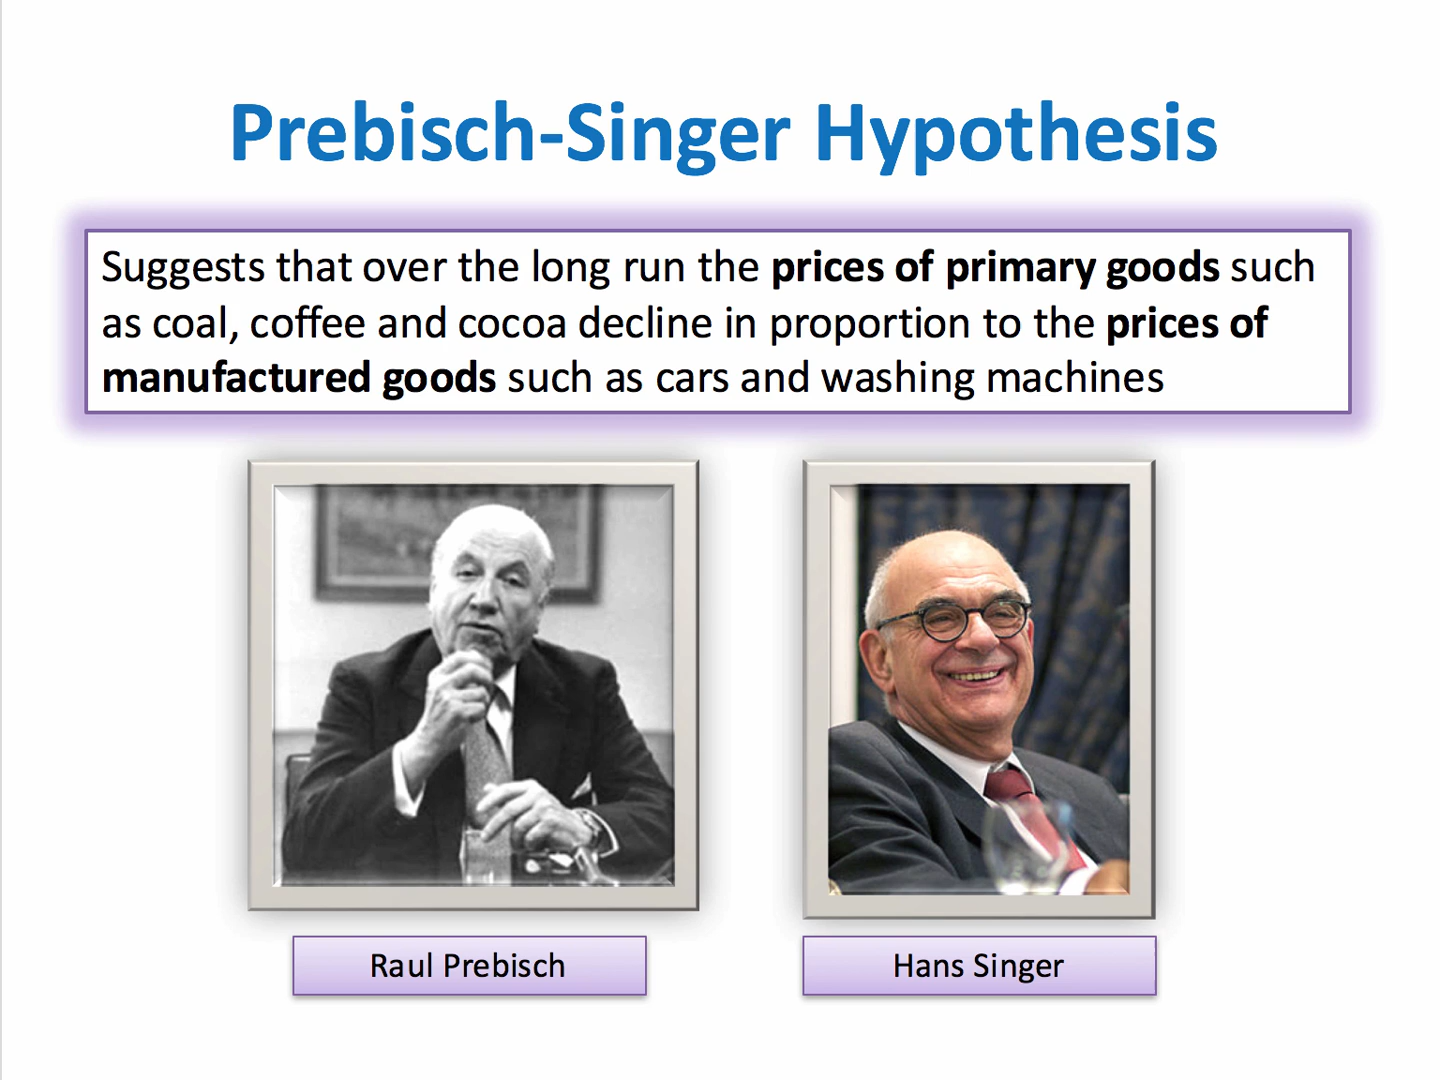 Prebisch-Singer Hypothesis
Suggests that over the long run the prices of primary goods such
as coal, coffee and cocoa decline in proportion to the prices of
manufactured goods such as cars and washing machines
Raul Prebisch
Hans Singer